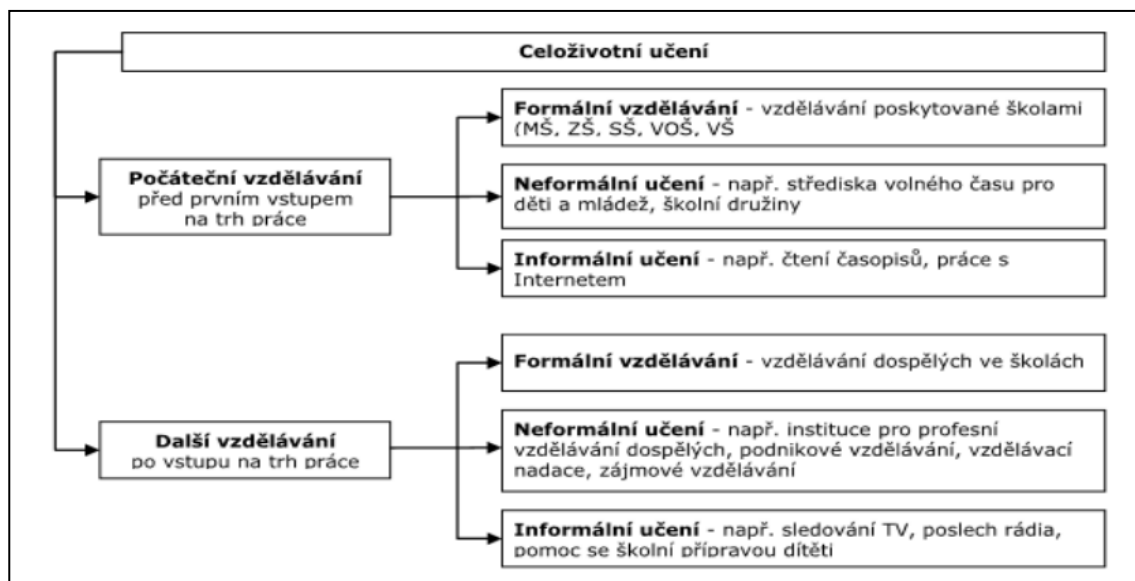 Celoživotní učení
Počáteční vzdělávání
před prvním vstupem
na trh práce
Formální vzdělávání - vzdělávání poskytované školami
(MŠ, ZŠ, SŠ, VOŠ, VŠ
Neformální učení - např. střediska volného času pro
děti a mládež, školní družiny
Informální učení - např. čtení časopisů, práce s
Internetem
Další vzdělávání
po vstupu na trh práce
Formální vzdělávání - vzdělávání dospělých ve školách
Neformální učení - např. instituce pro profesní
vzdělávání dospělých, podnikové vzdělávání, vzdělávací
nadace, zájmové vzdělávání
Informální učení - např. sledování TV, poslech rádia,
pomoc se školní přípravou dítěti